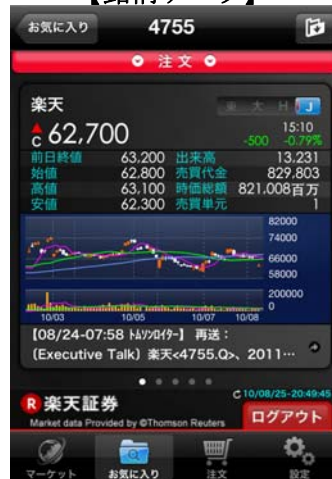 お気に入り 4755
注文
楽天
東 大 H J
C 62,700 15:10
-500 -0.79%
前日終値 63,200 出来高 13.231
始値 62,800 売買代金 829,803
高値 63,100 時価総額 821.008百万
安値 62,300 売買単元 1
82000
74000
66000
58000
200000
0
10/03 10/05 10/07 10/08
【08/24-07:58 トムソンロイター】 再送：
(Executive Talk) 楽天<4755.Q>、2011…
10/08/25-20:49:45
R 楽天証券
Market data Provided by ©Thomson Reuters
ログアウト
マーケット お気に入り 注文 設定